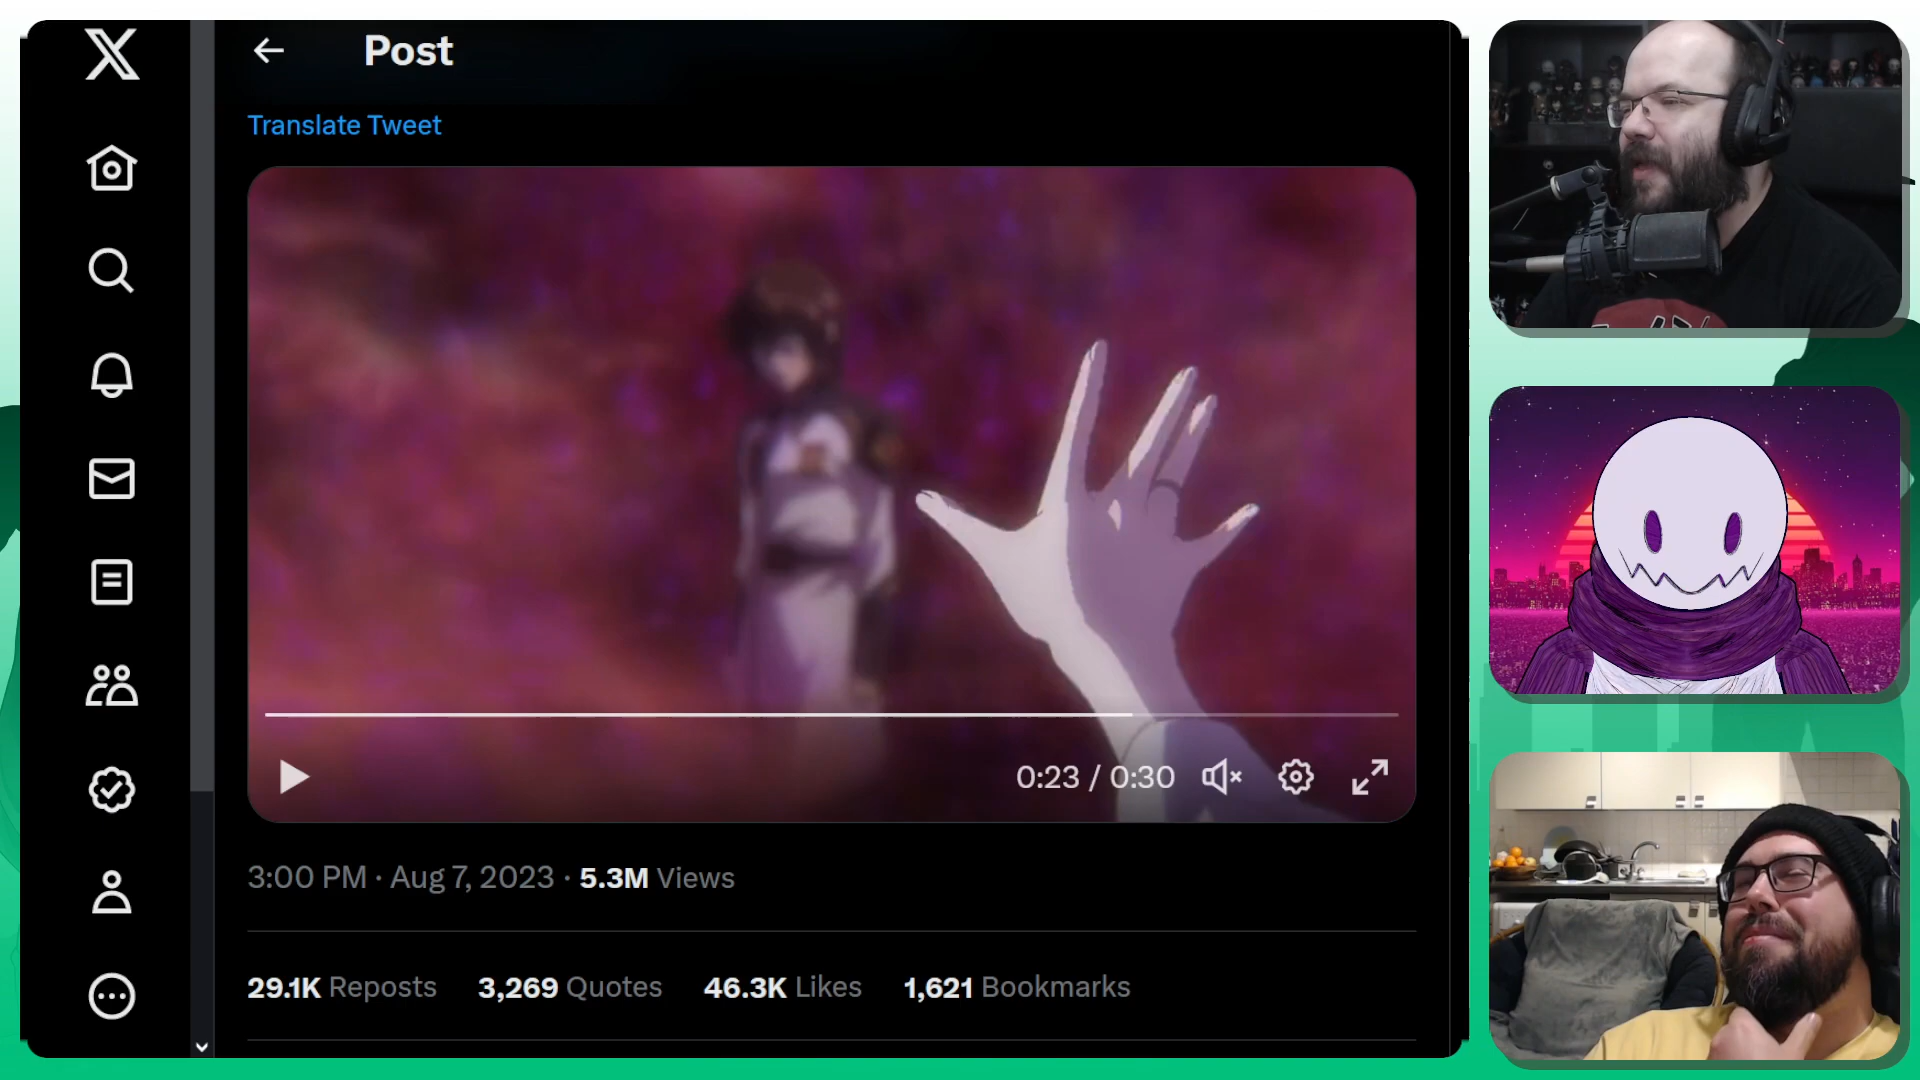 Post
Translate Tweet
0:23 / 0:30
3:00 PM · Aug 7, 2023 · 5.3M Views
29.1K Reposts 3,269 Quotes 46.3K Likes 1,621 Bookmarks